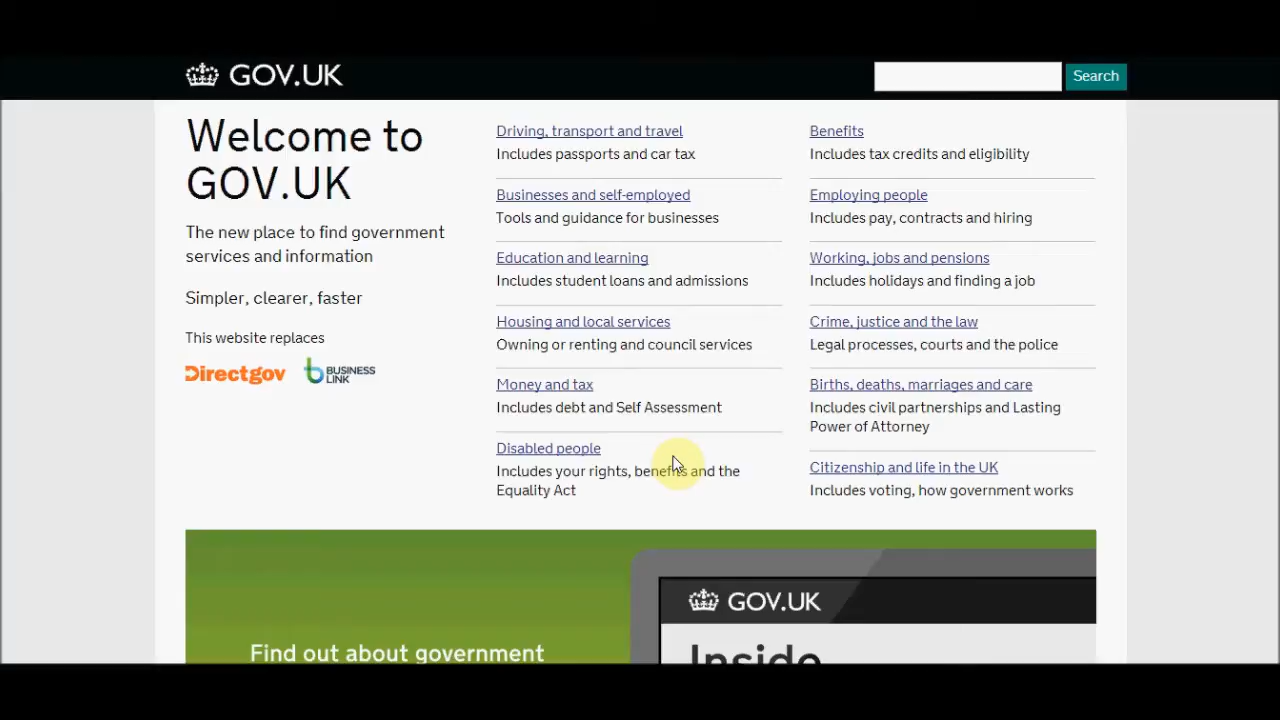 GOV.UK
Search
Welcome to
GOV.UK
The new place to find government
services and information
Simpler, clearer, faster
This website replaces
Directgov
BUSINESS
LINK
Driving, transport and travel
Includes passports and car tax
Businesses and self-employed
Tools and guidance for businesses
Education and learning
Includes student loans and admissions
Housing and local services
Owning or renting and council services
Money and tax
Includes debt and Self Assessment
Disabled people
Includes your rights, benefits and the
Equality Act
Benefits
Includes tax credits and eligibility
Employing people
Includes pay, contracts and hiring
Working, jobs and pensions
Includes holidays and finding a job
Crime, justice and the law
Legal processes, courts and the police
Births, deaths, marriages and care
Includes civil partnerships and Lasting
Power of Attorney
Citizenship and life in the UK
Includes voting, how government works
Find out about government
GOV.UK
Inside